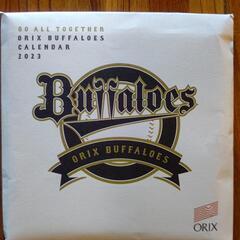 GO ALL TOGETHER
ORIX BUFFALOES
CALENDAR
2023
Buffaloes
ORIX BUFFALOES
ORIX